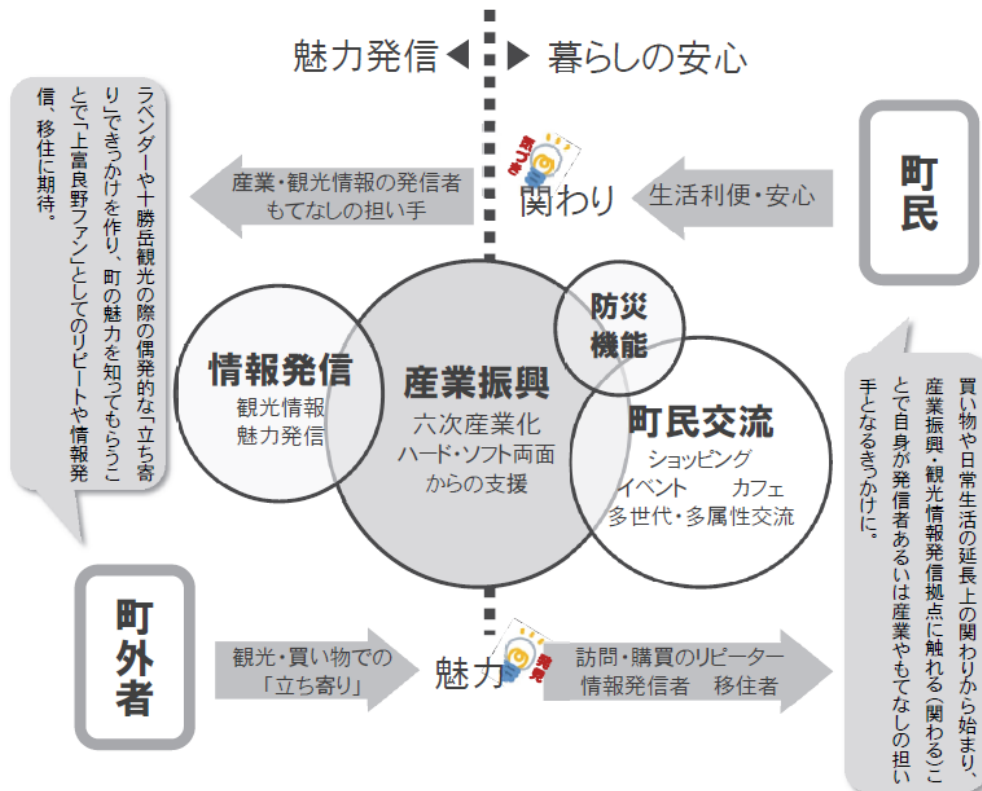 魅力発信
暮らしの安心
ラベンダーや十勝岳観光の際の偶発的な「立ち寄
り」できっかけを作り、町の魅力を知ってもらうこ
とで「上富良野ファン」としてのリピートや情報発
信、移住に期待。
産業・観光情報の発信者
もてなしの担い手
気づき
関わり
生活利便・安心
町民
情報発信
観光情報
魅力発信
産業振興
六次産業化
ハード・ソフト両面
からの支援
防災
機能
町民交流
ショッピング
イベント カフェ
多世代・多属性交流
買い物や日常生活の延長上の関わりから始まり、
産業振興・観光情報発信拠点に触れる(関わる)こ
とで自身が発信者あるいは産業やもてなしの担い
手となるきっかけに。
町外者
観光・買い物での
「立ち寄り」
魅力
発見
訪問・購買のリピーター
情報発信者 移住者